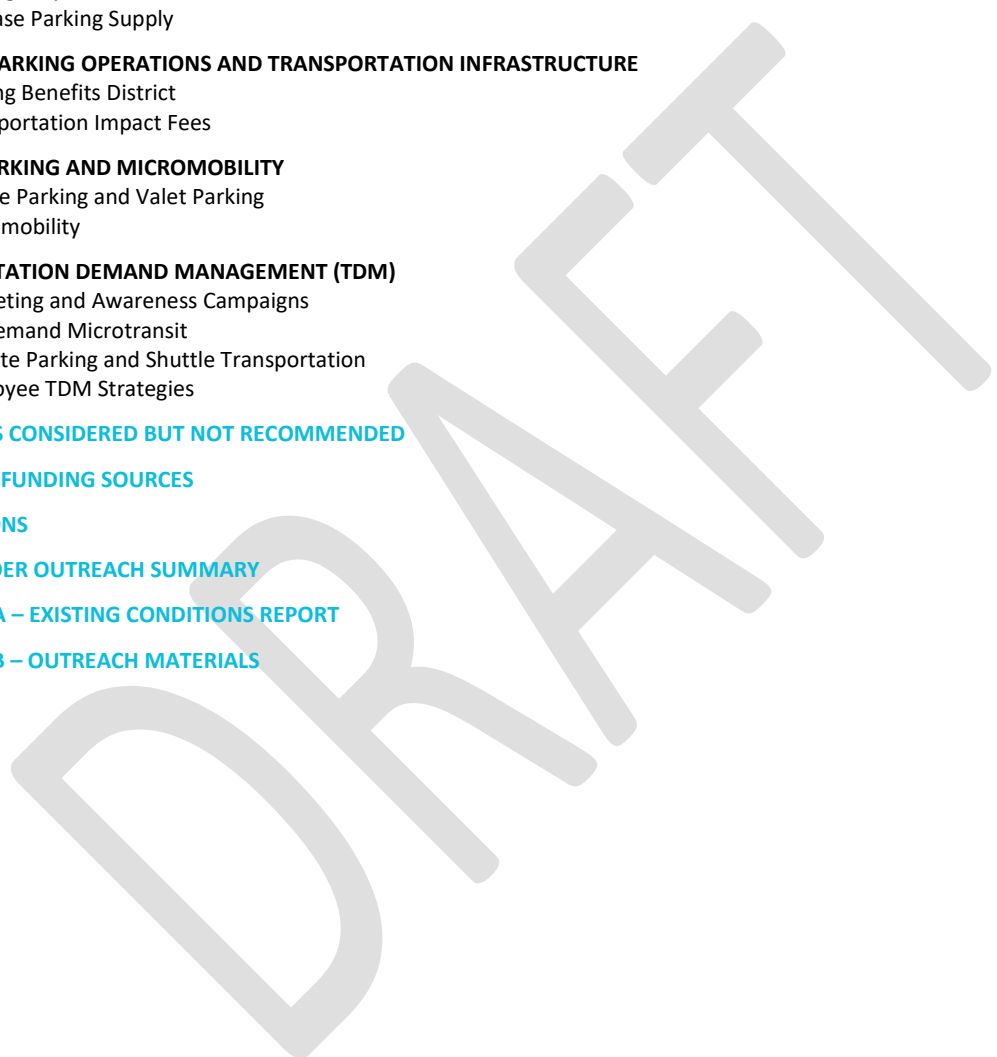 ase Parking Supply
ARKING OPERATIONS AND TRANSPORTATION INFRASTRUCTURE
ng Benefits District
portation Impact Fees
RKING AND MICROMOBILITY
e Parking and Valet Parking
mobility
TATION DEMAND MANAGEMENT (TDM)
eting and Awareness Campaigns
emand Microtransit
te Parking and Shuttle Transportation
oyee TDM Strategies
S CONSIDERED BUT NOT RECOMMENDED
FUNDING SOURCES
ONS
DER OUTREACH SUMMARY
A – EXISTING CONDITIONS REPORT
B – OUTREACH MATERIALS
DRAFT